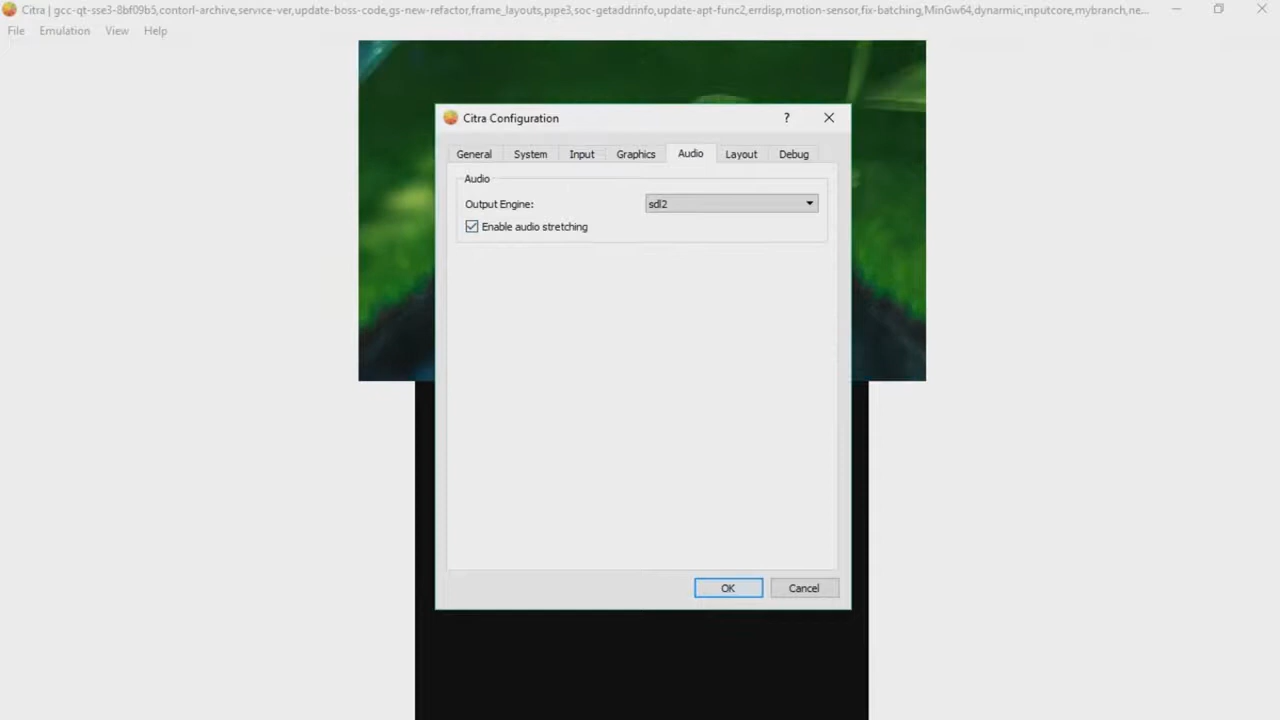 Citra | gcc-qt-sse3-8bf09b5,contorl-archive,service-ver,update-boss-code,gs-new-refactor,frame_layouts,pipe3,soc-getaddrinfo,update-apt-func2,errdisp,motion-sensor,fix-batching,MinGw64,dynarmic,inputcore,mybranch,ne...
File Emulation View Help
Citra Configuration
?
General System Input Graphics Audio Layout Debug
Audio
Output Engine: sdl2
Enable audio stretching
OK Cancel